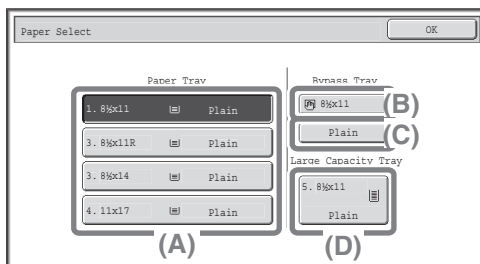 Paper Select
OK
Paper Tray
Bypass Tray
1. 8½x11 Plain
3. 8½x11R Plain
3. 8½x14 Plain
4. 11x17 Plain
(A)
8½x11
(B)
Plain
(C)
Large Capacity Tray
5. 8½x11
Plain
(D)